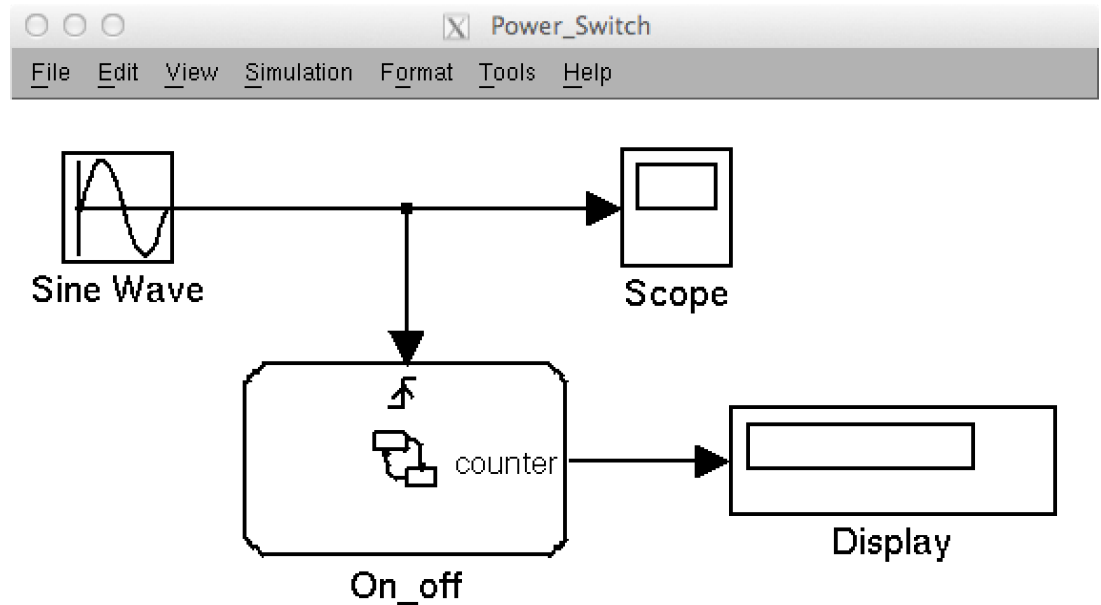 Power_Switch
File Edit View Simulation Format Tools Help
Sine Wave
Scope
counter
Display
On_off